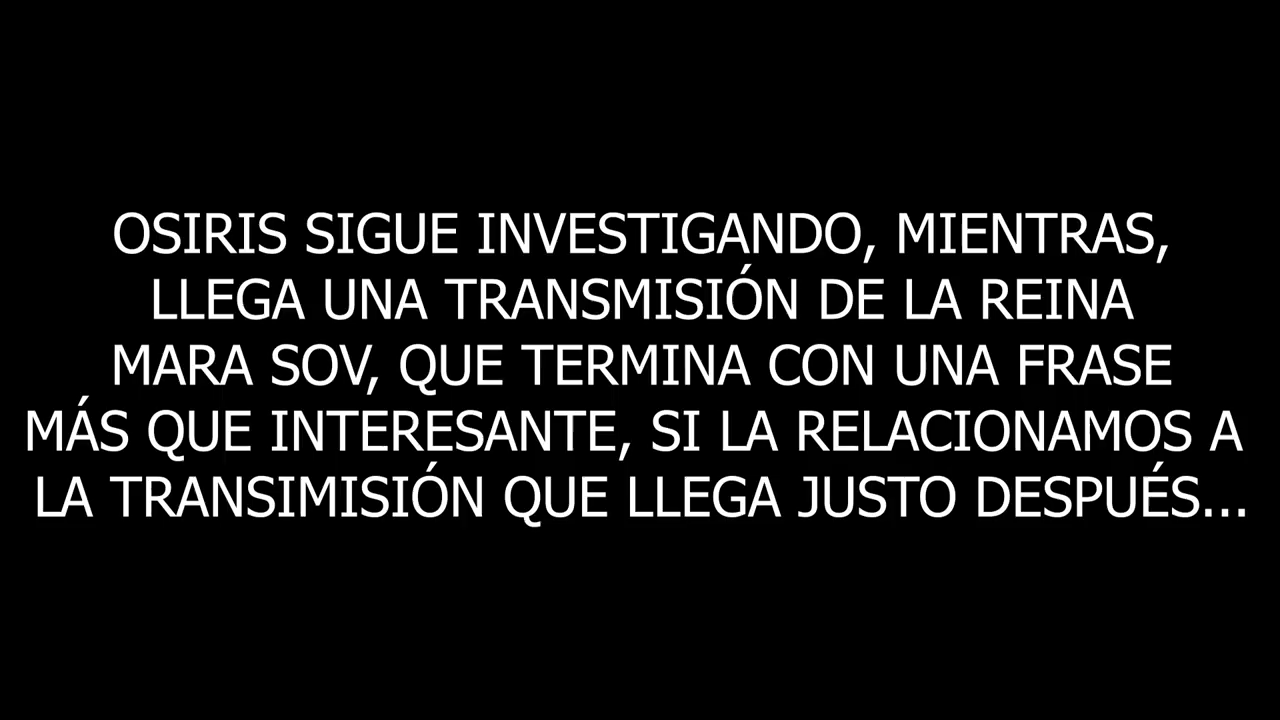 OSIRIS SIGUE INVESTIGANDO, MIENTRAS,
LLEGA UNA TRANSMISIÓN DE LA REINA
MARA SOV, QUE TERMINA CON UNA FRASE
MÁS QUE INTERESANTE, SI LA RELACIONAMOS A
LA TRANSIMISIÓN QUE LLEGA JUSTO DESPUÉS...